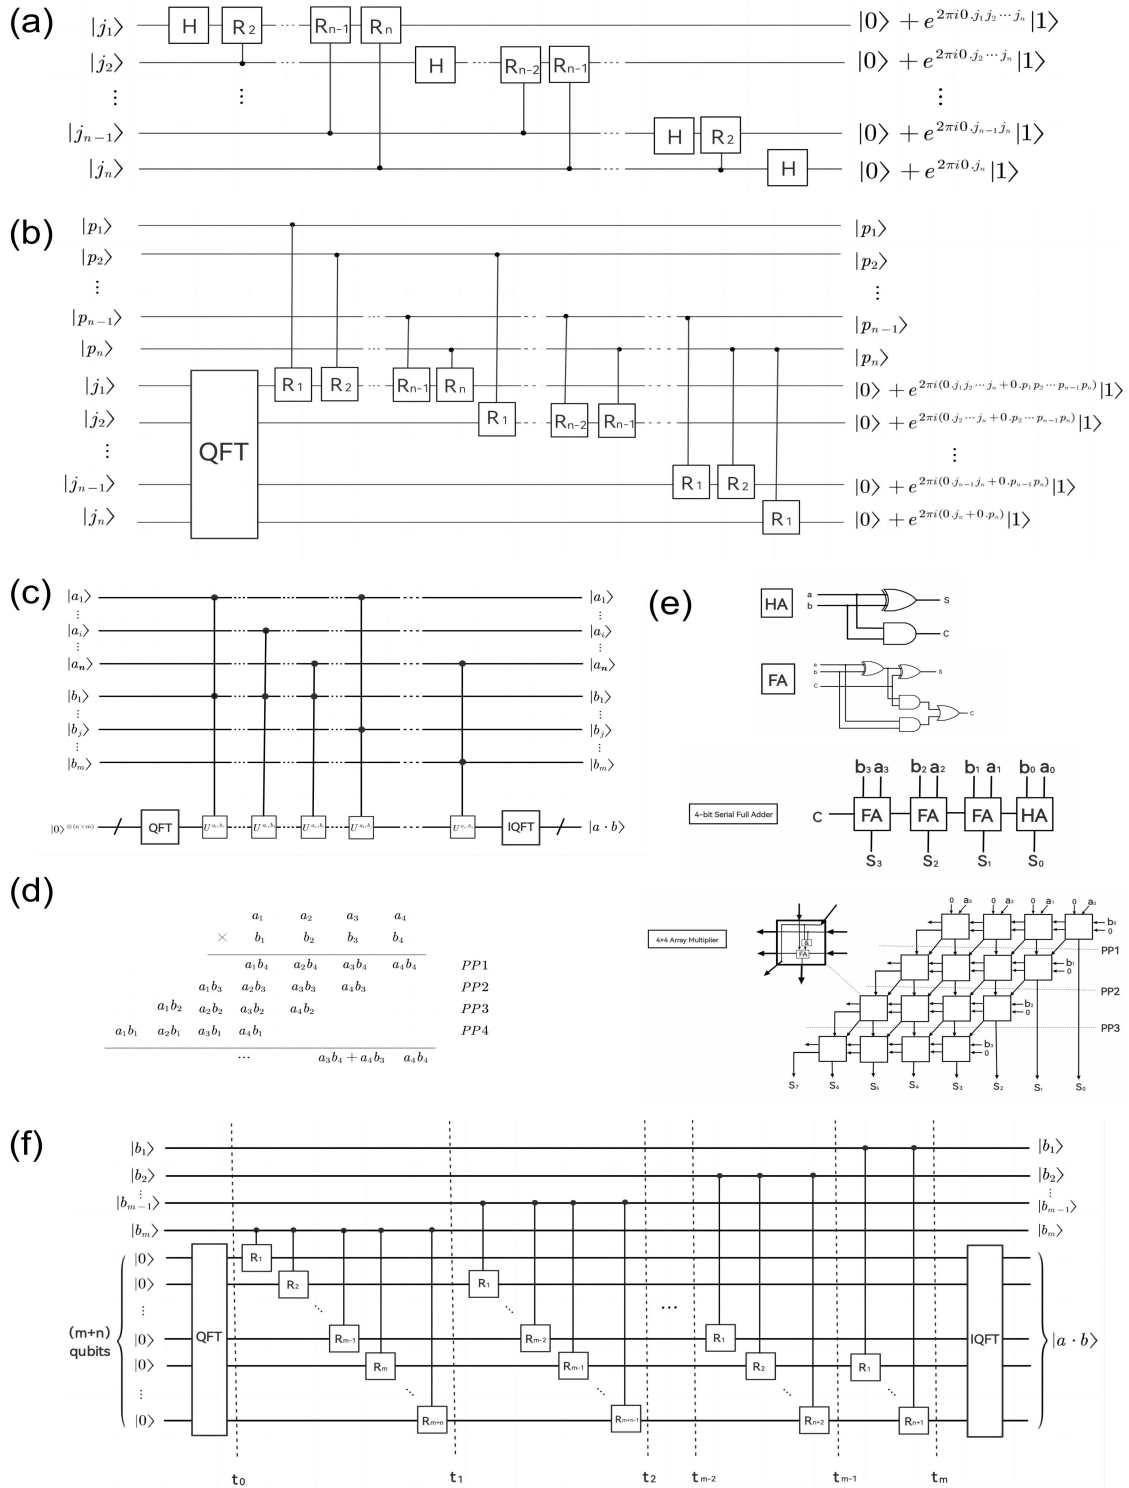 (a)
|j₁⟩ H R₂ ... Rₙ₋₁ Rₙ ... |0⟩ + e^{2πi0.j₁j₂⋯jₙ}|1⟩
|j₂⟩ ... H ... Rₙ₋₂ Rₙ₋₁ ... |0⟩ + e^{2πi0.j₂⋯jₙ}|1⟩
⋮ ⋮ ⋮
|jₙ₋₁⟩ ... H R₂ |0⟩ + e^{2πi0.jₙ₋₁jₙ}|1⟩
|jₙ⟩ ... H |0⟩ + e^{2πi0.jₙ}|1⟩
(b)
|p₁⟩ |p₁⟩
|p₂⟩ |p₂⟩
⋮ ⋮
|pₙ₋₁⟩ |pₙ₋₁⟩
|pₙ⟩ |pₙ⟩
|j₁⟩ R₁ R₂ ... Rₙ₋₁ Rₙ |0⟩ + e^{2πi(0.j₁j₂⋯jₙ+0.p₁p₂⋯pₙ₋₁pₙ)}|1⟩
|j₂⟩ R₁ ... Rₙ₋₂ Rₙ₋₁ |0⟩ + e^{2πi(0.j₂⋯jₙ+0.p₂⋯pₙ₋₁pₙ)}|1⟩
⋮ QFT ⋮
|jₙ₋₁⟩ R₁ R₂ |0⟩ + e^{2πi(0.jₙ₋₁jₙ+0.pₙ₋₁pₙ)}|1⟩
|jₙ⟩ R₁ |0⟩ + e^{2πi(0.jₙ+0.pₙ)}|1⟩
(c)
|a₁⟩ |a₁⟩
⋮ ⋮
|aᵢ⟩ |aᵢ⟩
⋮ ⋮
|aₙ⟩ |aₙ⟩
|b₁⟩ |b₁⟩
⋮ ⋮
|bⱼ⟩ |bⱼ⟩
⋮ ⋮
|bₘ⟩ |bₘ⟩
|0⟩^{⊗(n×m)} QFT IQFT |a · b⟩
(d)
a₁ a₂ a₃ a₄
× b₁ b₂ b₃ b₄
a₁b₄ a₂b₄ a₃b₄ a₄b₄ PP1
a₁b₃ a₂b₃ a₃b₃ a₄b₃ PP2
a₁b₂ a₂b₂ a₃b₂ a₄b₂ PP3
a₁b₁ a₂b₁ a₃b₁ a₄b₁ PP4
... a₃b₄ + a₄b₃ a₄b₄
(e)
HA a b S C
FA a b C S C
b₃ a₃ b₂ a₂ b₁ a₁ b₀ a₀
4-bit Serial Full Adder C FA FA FA HA
S₃ S₂ S₁ S₀
0 a₃ 0 a₂ 0 a₁ 0 a₀
b₀
0
4×4 Array Multiplier & FA
PP1
b₁
0
PP2
b₂
0
PP3
b₃
0
S₇ S₆ S₅ S₄ S₃ S₂ S₁ S₀
(f)
|b₁⟩ |b₁⟩
|b₂⟩ |b₂⟩
⋮ ⋮
|bₘ₋₁⟩ |bₘ₋₁⟩
|bₘ⟩ |bₘ⟩
|0⟩ R₁
|0⟩ R₂ R₁
⋮ ...
(m+n) qubits |0⟩ QFT Rₘ₋₁ Rₘ₋₂ R₁ IQFT |a · b⟩
|0⟩ Rₘ Rₘ₋₁ R₂ R₁
⋮
|0⟩ Rₘ₊ₙ Rₘ₊ₙ₋₁ Rₙ₊₂ Rₙ₊₁
t₀ t₁ t₂ tₘ₋₂ tₘ₋₁ tₘ